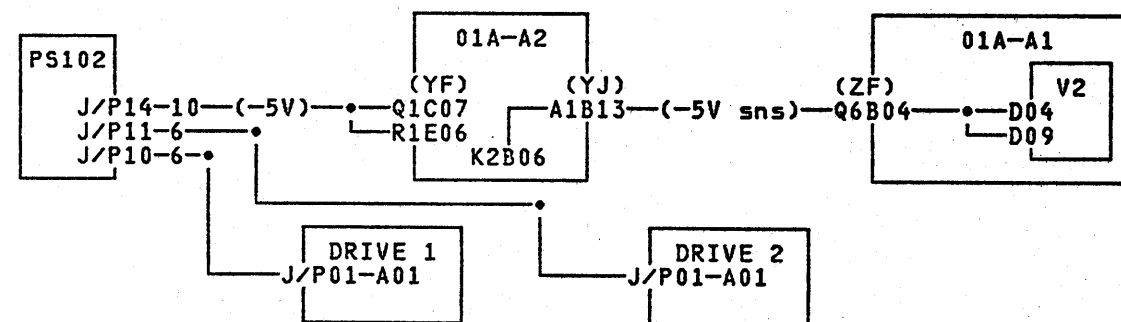 01A-A2 01A-A1
PS102 V2
(YF) (YJ) (ZF)
J/P14-10 (-5V) Q1C07 A1B13 (-5V sns) Q6B04 D04
J/P11-6 R1E06 D09
J/P10-6 K2B06
DRIVE 1 DRIVE 2
J/P01-A01 J/P01-A01